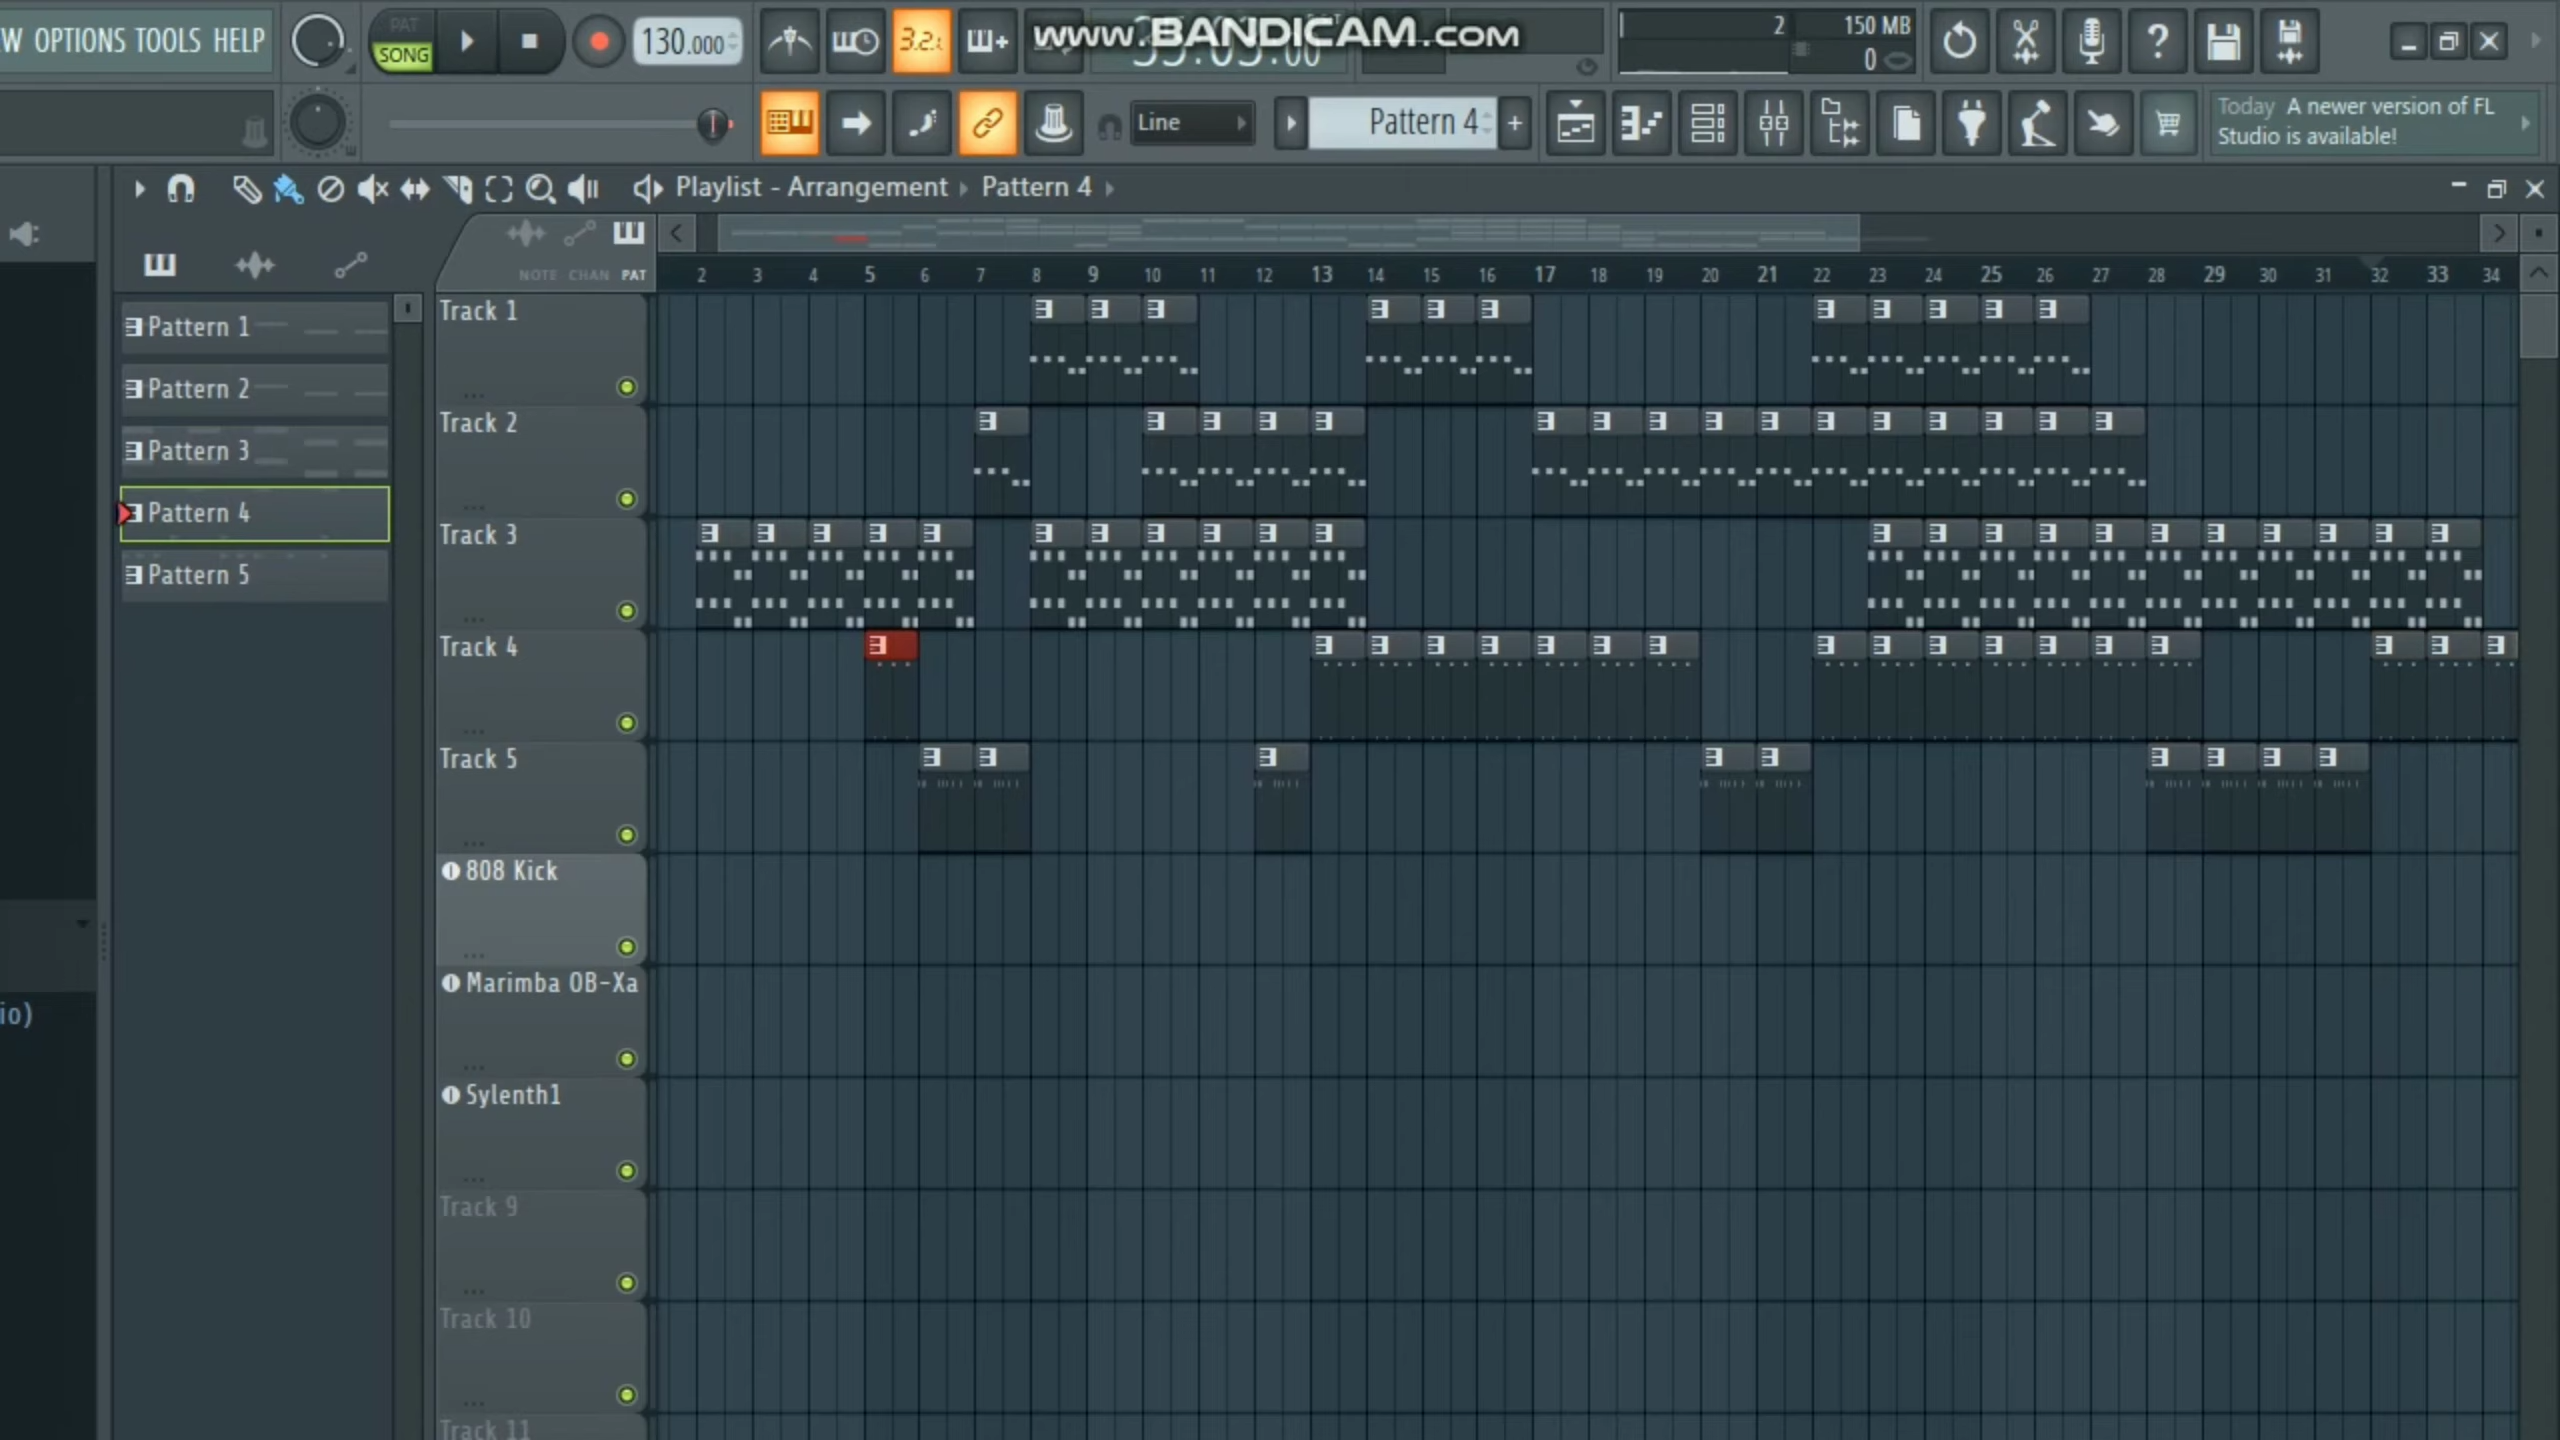 W OPTIONS TOOLS HELP
PAT
SONG
130.000
3.2.
www.BANDICAM.com
2
150 MB
0
Line
Pattern 4
Today A newer version of FL
Studio is available!
Playlist - Arrangement
Pattern 4
NOTE CHAN PAT
2 3 4 5 6 7 8 9 10 11 12 13 14 15 16 17 18 19 20 21 22 23 24 25 26 27 28 29 30 31 32 33 34
Pattern 1
Pattern 2
Pattern 3
Pattern 4
Pattern 5
Track 1
Track 2
Track 3
Track 4
Track 5
808 Kick
Marimba OB-Xa
Sylenth1
Track 9
Track 10
Track 11
io)